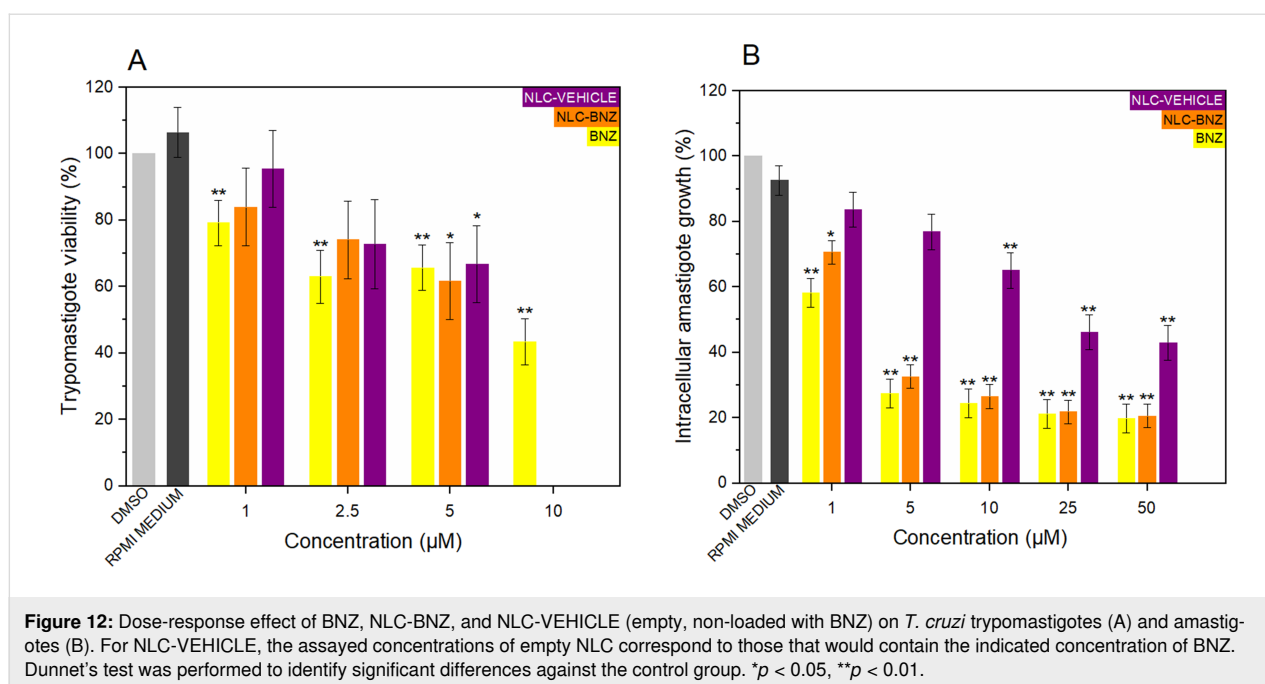 A
NLC-VEHICLE
NLC-BNZ
BNZ
Trypomastigote viability (%)
120
100
80
60
40
20
0
**
**
**
*
*
**
DMSO
RPMI MEDIUM
1
2.5
5
10
Concentration (µM)
B
NLC-VEHICLE
NLC-BNZ
BNZ
Intracellular amastigote growth (%)
120
100
80
60
40
20
0
**
*
**
**
**
**
**
**
**
**
**
**
**
DMSO
RPMI MEDIUM
1
5
10
25
50
Concentration (µM)
Figure 12: Dose-response effect of BNZ, NLC-BNZ, and NLC-VEHICLE (empty, non-loaded with BNZ) on T. cruzi trypomastigotes (A) and amastig-
otes (B). For NLC-VEHICLE, the assayed concentrations of empty NLC correspond to those that would contain the indicated concentration of BNZ.
Dunnet's test was performed to identify significant differences against the control group. *p < 0.05, **p < 0.01.